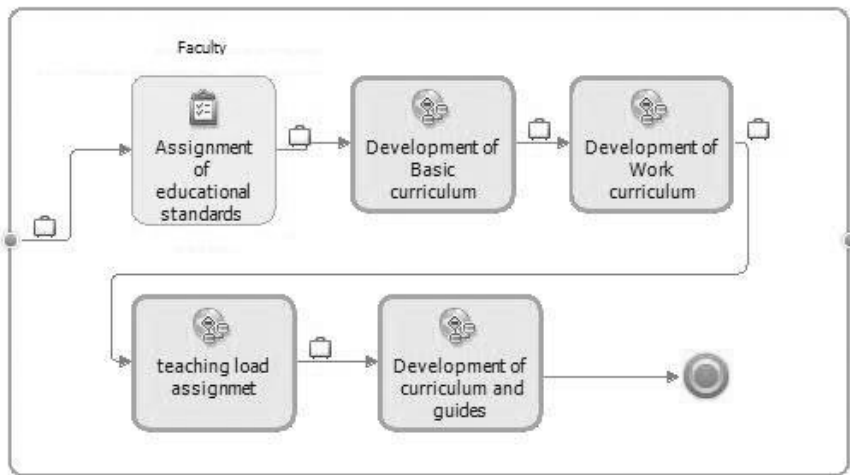 Faculty
Assignment
of
educational
standards
Development of
Basic
curriculum
Development of
Work
curriculum
teaching load
assignmet
Development of
curriculum and
guides